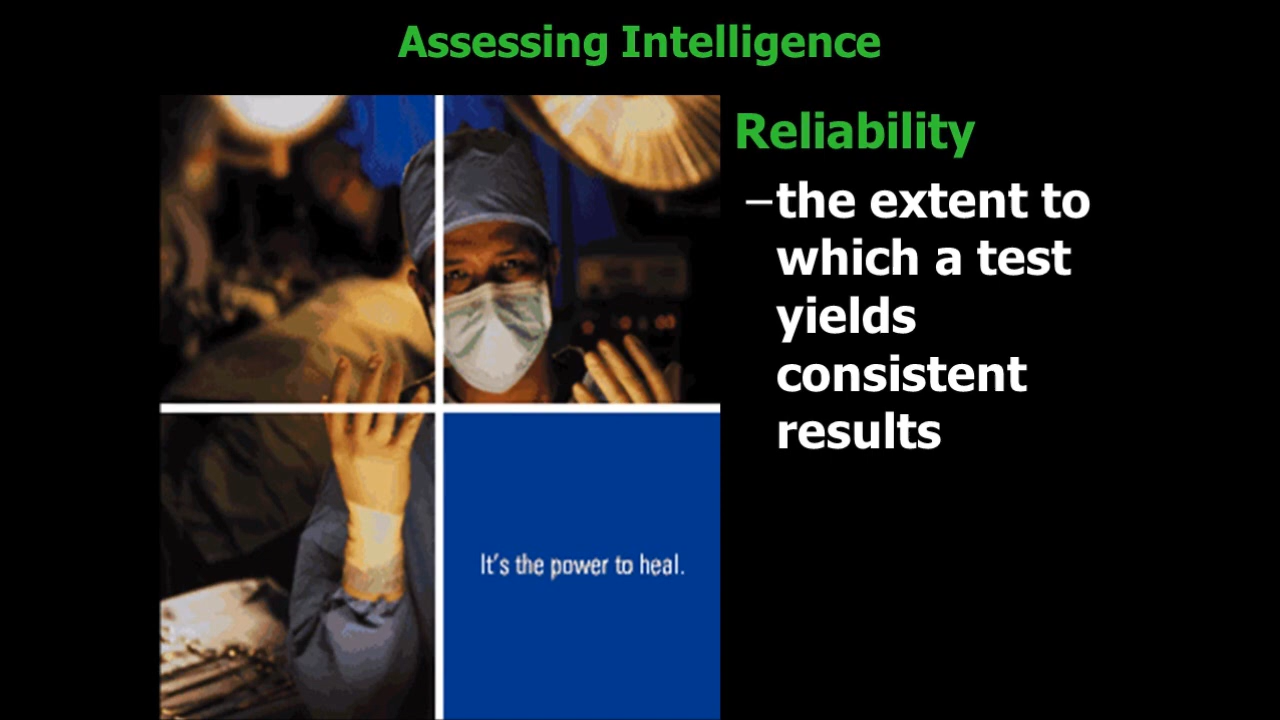 Assessing Intelligence
Reliability
–the extent to
which a test
yields
consistent
results
It's the power to heal.